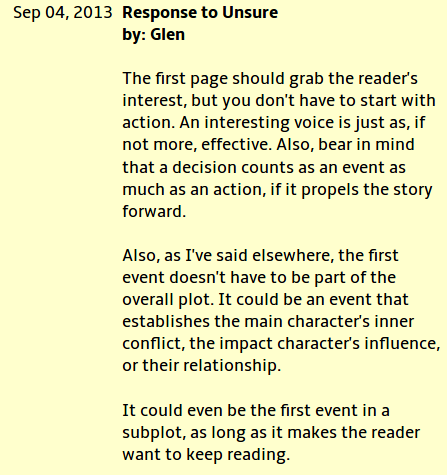 Sep 04, 2013 Response to Unsure
by: Glen
The first page should grab the reader's
interest, but you don't have to start with
action. An interesting voice is just as, if
not more, effective. Also, bear in mind
that a decision counts as an event as
much as an action, if it propels the story
forward.
Also, as I've said elsewhere, the first
event doesn't have to be part of the
overall plot. It could be an event that
establishes the main character's inner
conflict, the impact character's influence,
or their relationship.
It could even be the first event in a
subplot, as long as it makes the reader
want to keep reading.